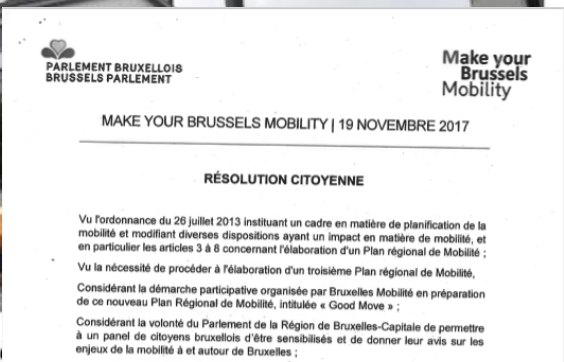 PARLEMENT BRUXELLOIS
BRUSSELS PARLEMENT
Make your
Brussels
Mobility
MAKE YOUR BRUSSELS MOBILITY | 19 NOVEMBRE 2017
RÉSOLUTION CITOYENNE
Vu l'ordonnance du 26 juillet 2013 instituant un cadre en matière de planification de la
mobilité et modifiant diverses dispositions ayant un impact en matière de mobilité, et
en particulier les articles 3 à 8 concernant l'élaboration d'un Plan régional de Mobilité ;
Vu la nécessité de procéder à l'élaboration d'un troisième Plan régional de Mobilité,
Considérant la démarche participative organisée par Bruxelles Mobilité en préparation
de ce nouveau Plan Régional de Mobilité, intitulée « Good Move » ;
Considérant la volonté du Parlement de la Région de Bruxelles-Capitale de permettre
à un panel de citoyens bruxellois d'être sensibilisés et de donner leur avis sur les
enjeux de la mobilité à et autour de Bruxelles ;